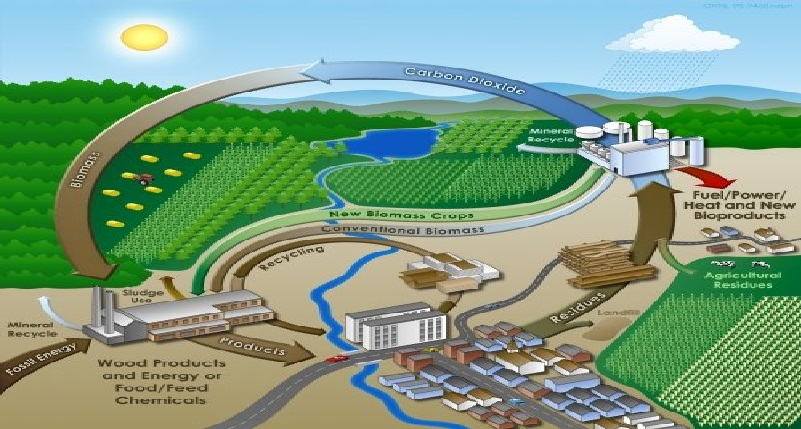 Carbon Dioxide
Biomass
Mineral
Recycle
Fuel/Power/
Heat and New
Bioproducts
New Biomass Crops
Conventional Biomass
Recycling
Agricultural
Residues
Sludge
Use
Mineral
Recycle
Residues
Landfill
Products
Fossil Energy
Wood Products
and Energy or
Food/Feed
Chemicals